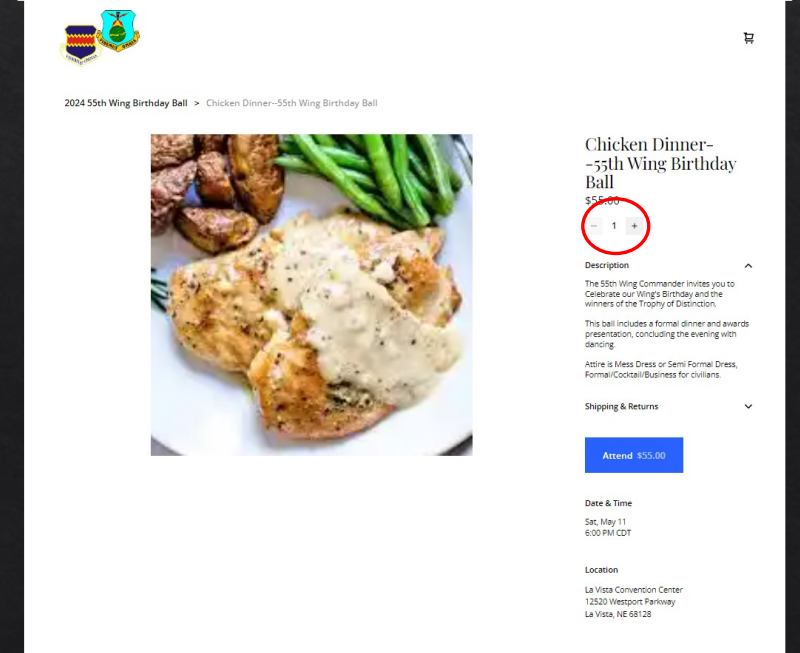 2024 55th Wing Birthday Ball > Chicken Dinner--55th Wing Birthday Ball
Chicken Dinner-
-55th Wing Birthday
Ball
$55.00
− 1 +
Description
The 55th Wing Commander invites you to
Celebrate our Wing's Birthday and the
winners of the Trophy of Distinction.
This ball includes a formal dinner and awards
presentation, concluding the evening with
dancing.
Attire is Mess Dress or Semi Formal Dress,
Formal/Cocktail/Business for civilians.
Shipping & Returns
Attend $55.00
Date & Time
Sat, May 11
6:00 PM CDT
Location
La Vista Convention Center
12520 Westport Parkway
La Vista, NE 68128